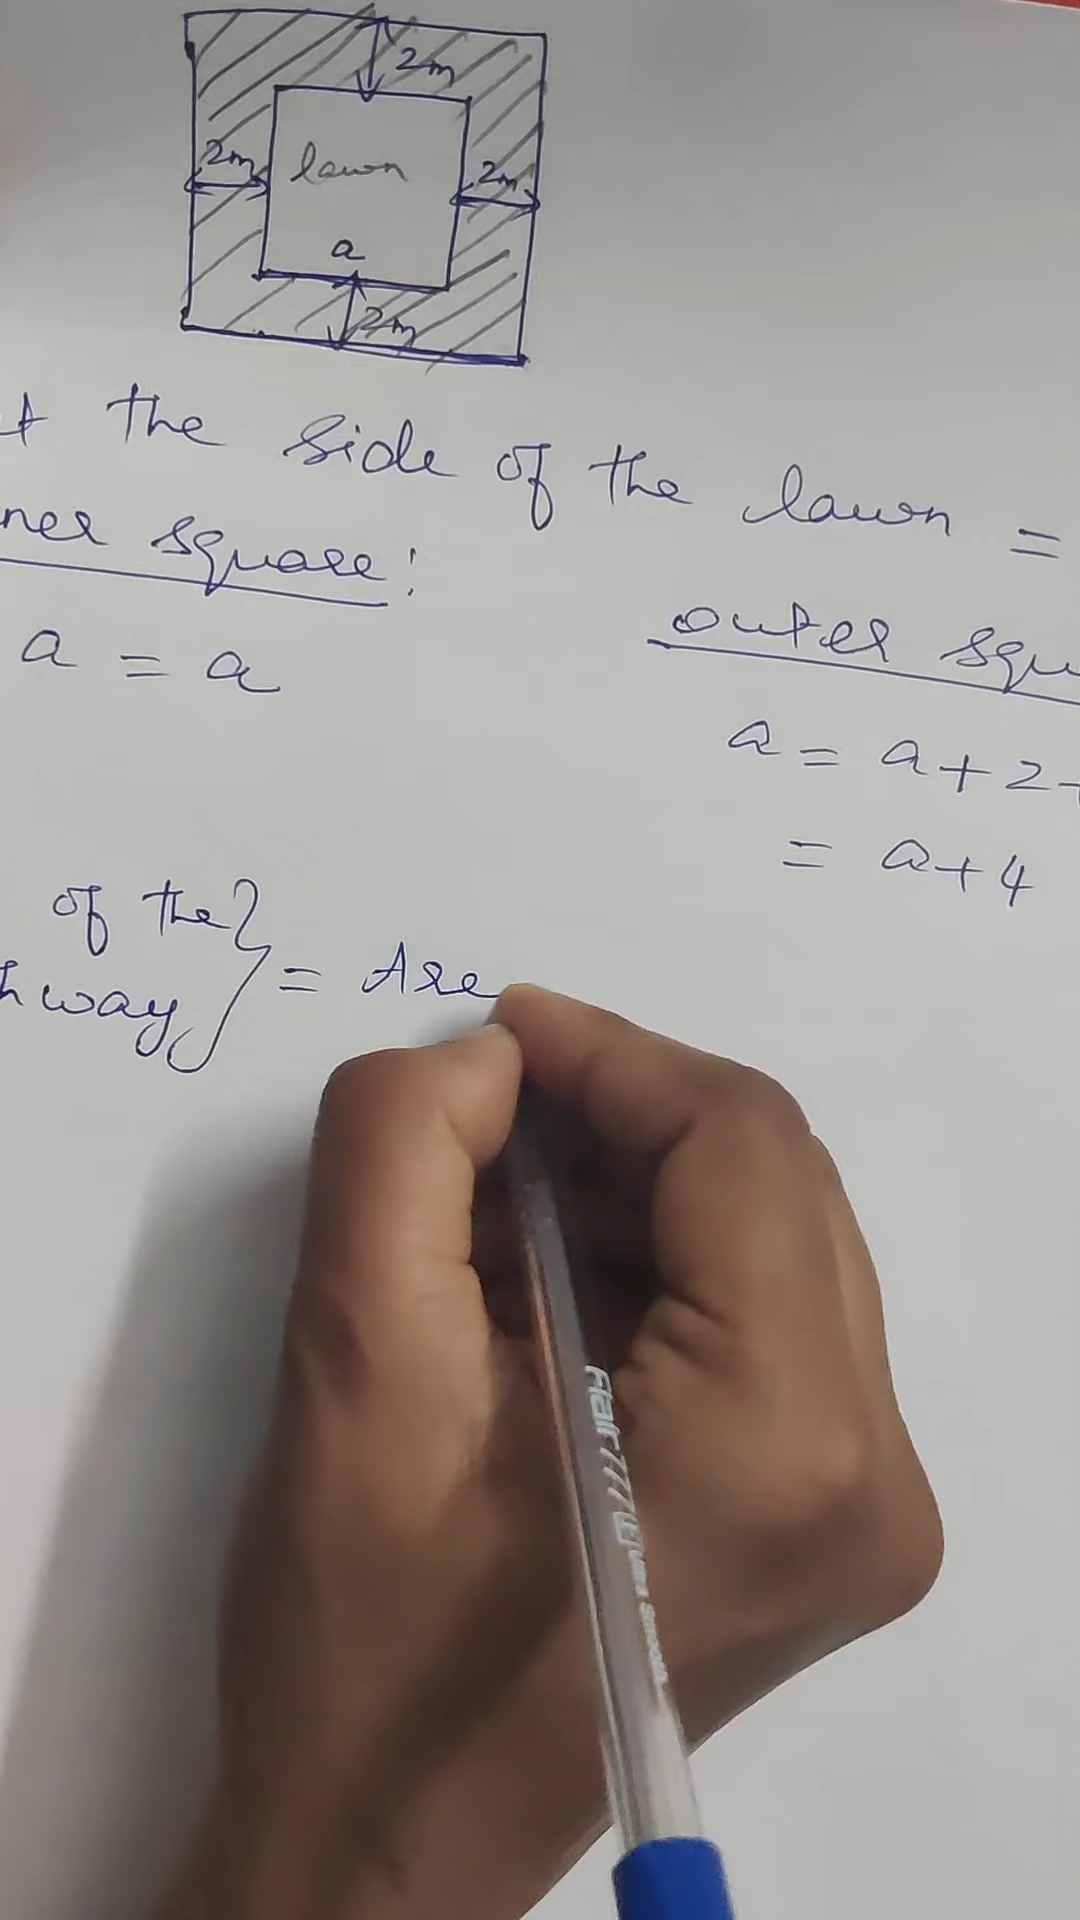 2m
2m
lawn
2m
a
2m
the side of the lawn =
square:
outer
a = a
a = a + 2
= a + 4
of the
way } = Are
Flair 777